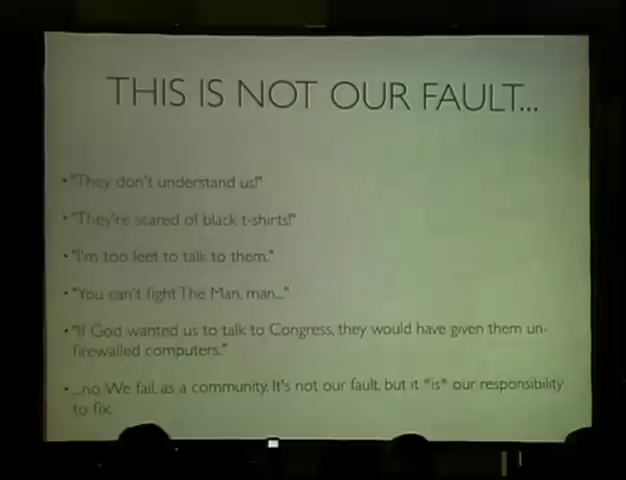 THIS IS NOT OUR FAULT...
• "They don't understand us!"
• "They're scared of black t-shirts!"
• "I'm too leet to talk to them."
• "You can't fight The Man, man..."
• "If God wanted us to talk to Congress, they would have given them un-
firewalled computers."
• ...no We fail, as a community. It's not our fault, but it *is* our responsibility
to fix.